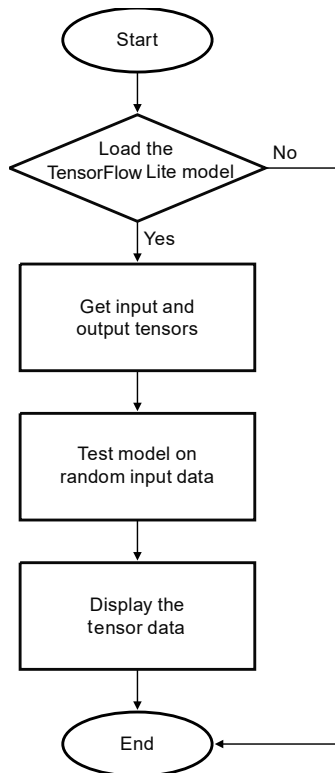 Start
Load the
TensorFlow Lite model
No
Yes
Get input and
output tensors
Test model on
random input data
Display the
tensor data
End